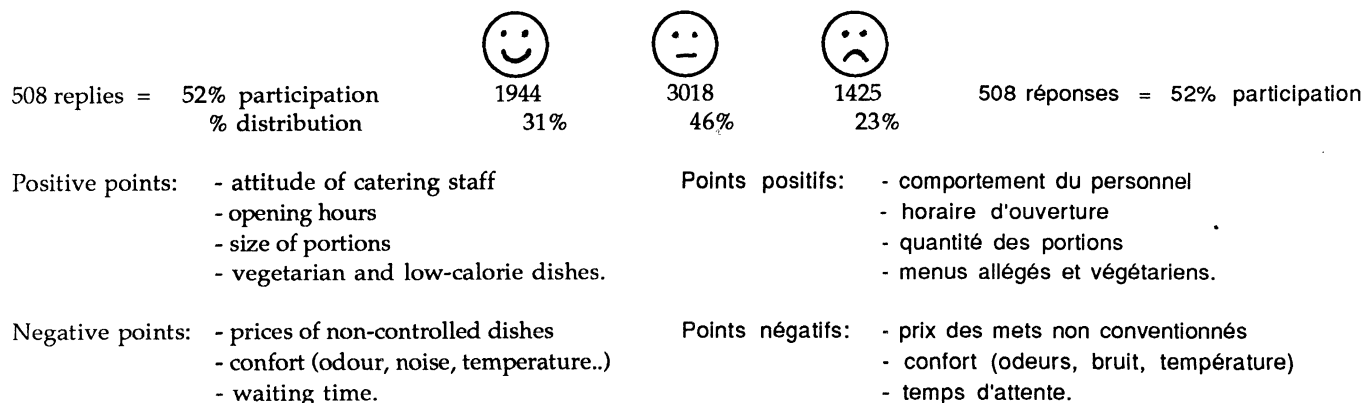 508 replies = 52% participation 1944 3018 1425 508 réponses = 52% participation
% distribution 31% 46% 23%
Positive points: - attitude of catering staff
- opening hours
- size of portions
- vegetarian and low-calorie dishes.
Points positifs: - comportement du personnel
- horaire d'ouverture
- quantité des portions
- menus allégés et végétariens.
Negative points: - prices of non-controlled dishes
- confort (odour, noise, temperature..)
- waiting time.
Points négatifs: - prix des mets non conventionnés
- confort (odeurs, bruit, température)
- temps d'attente.